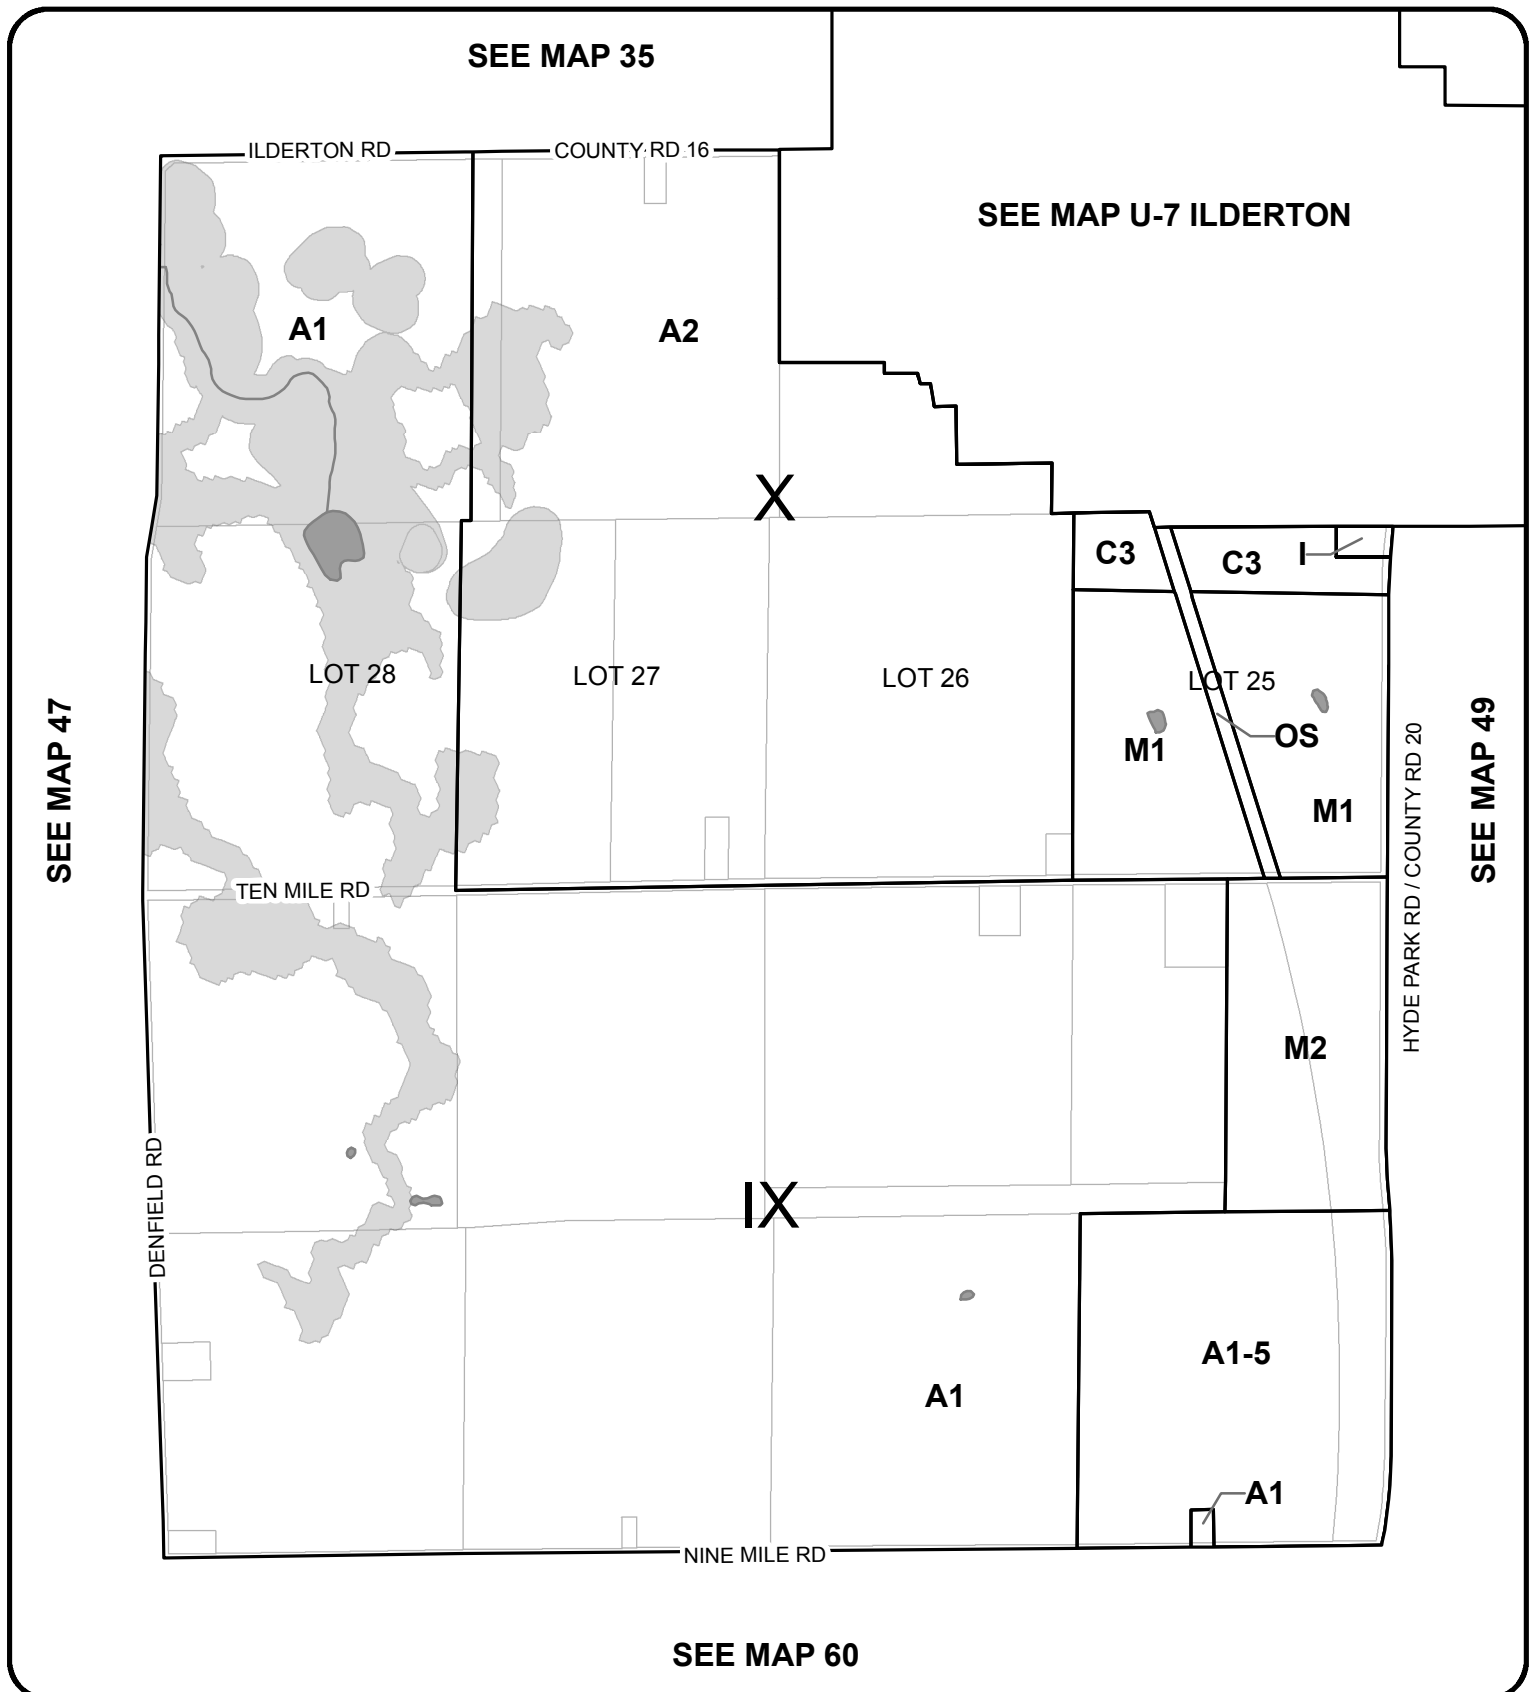 SEE MAP 35
ILDERTON RD
COUNTY RD 16
SEE MAP U-7 ILDERTON
A1
A2
X
C3
C3
I
LOT 28
LOT 27
LOT 26
LOT 25
OS
M1
M1
SEE MAP 47
SEE MAP 49
HYDE PARK RD / COUNTY RD 20
TEN MILE RD
M2
DENFIELD RD
IX
A1-5
A1
A1
NINE MILE RD
SEE MAP 60